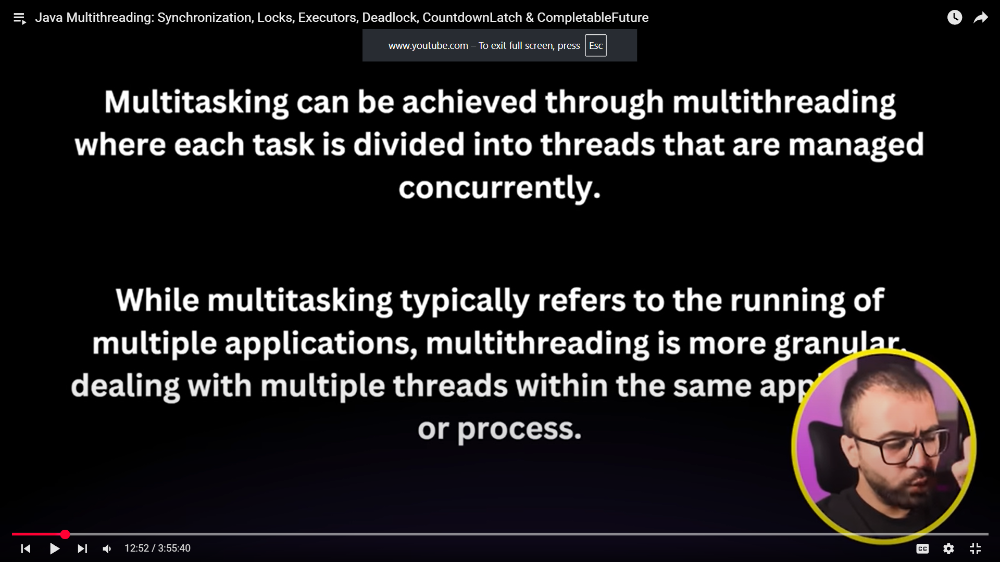 Java Multithreading: Synchronization, Locks, Executors, Deadlock, CountdownLatch & CompletableFuture
www.youtube.com – To exit full screen, press Esc
Multitasking can be achieved through multithreading
where each task is divided into threads that are managed
concurrently.
While multitasking typically refers to the running of
multiple applications, multithreading is more granular,
dealing with multiple threads within the same
or process.
12:52 / 3:55:40
CC